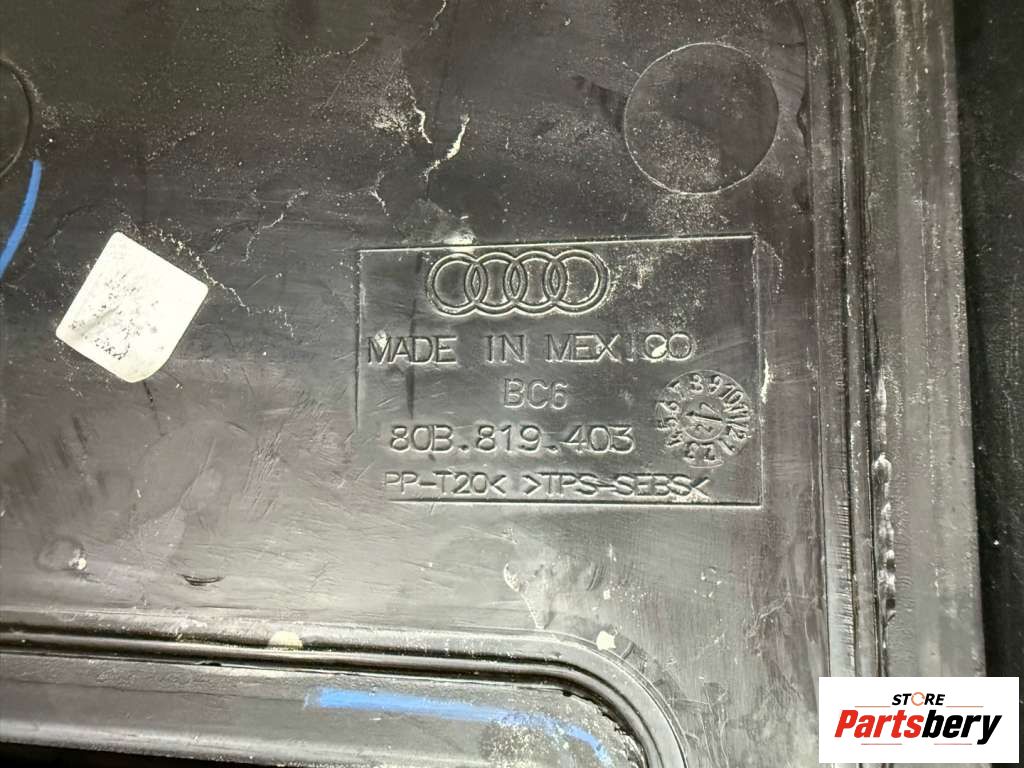 MADE IN MEXICO
BC6
80B.819.403
PP-T20< >TPS-SEBS<
STORE
Partsbery